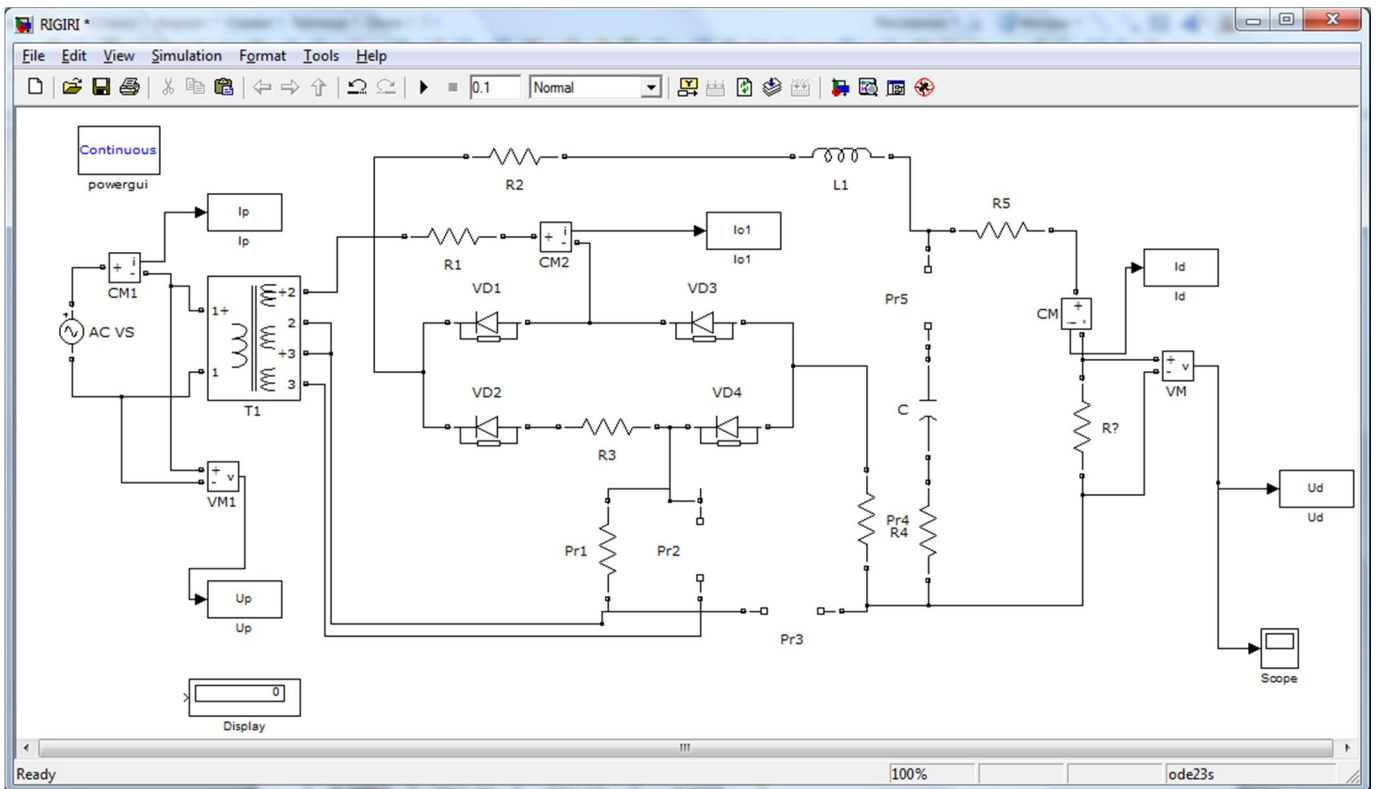 RIGIRI *
File Edit View Simulation Format Tools Help
0.1 Normal
Continuous
powergui
R2
L1
Ip
Ip
R5
+ i -
CM1
R1
+ i -
CM2
Io1
Io1
Id
Id
+2
1+
2
+3
1
3
T1
AC VS
VD1
VD3
Pr5
CM
+ - v
VM
VD2
VD4
C
R?
R3
+ - v
VM1
Ud
Ud
Pr1
Pr2
Pr4
R4
Up
Up
Pr3
Scope
0
Display
Ready 100% ode23s